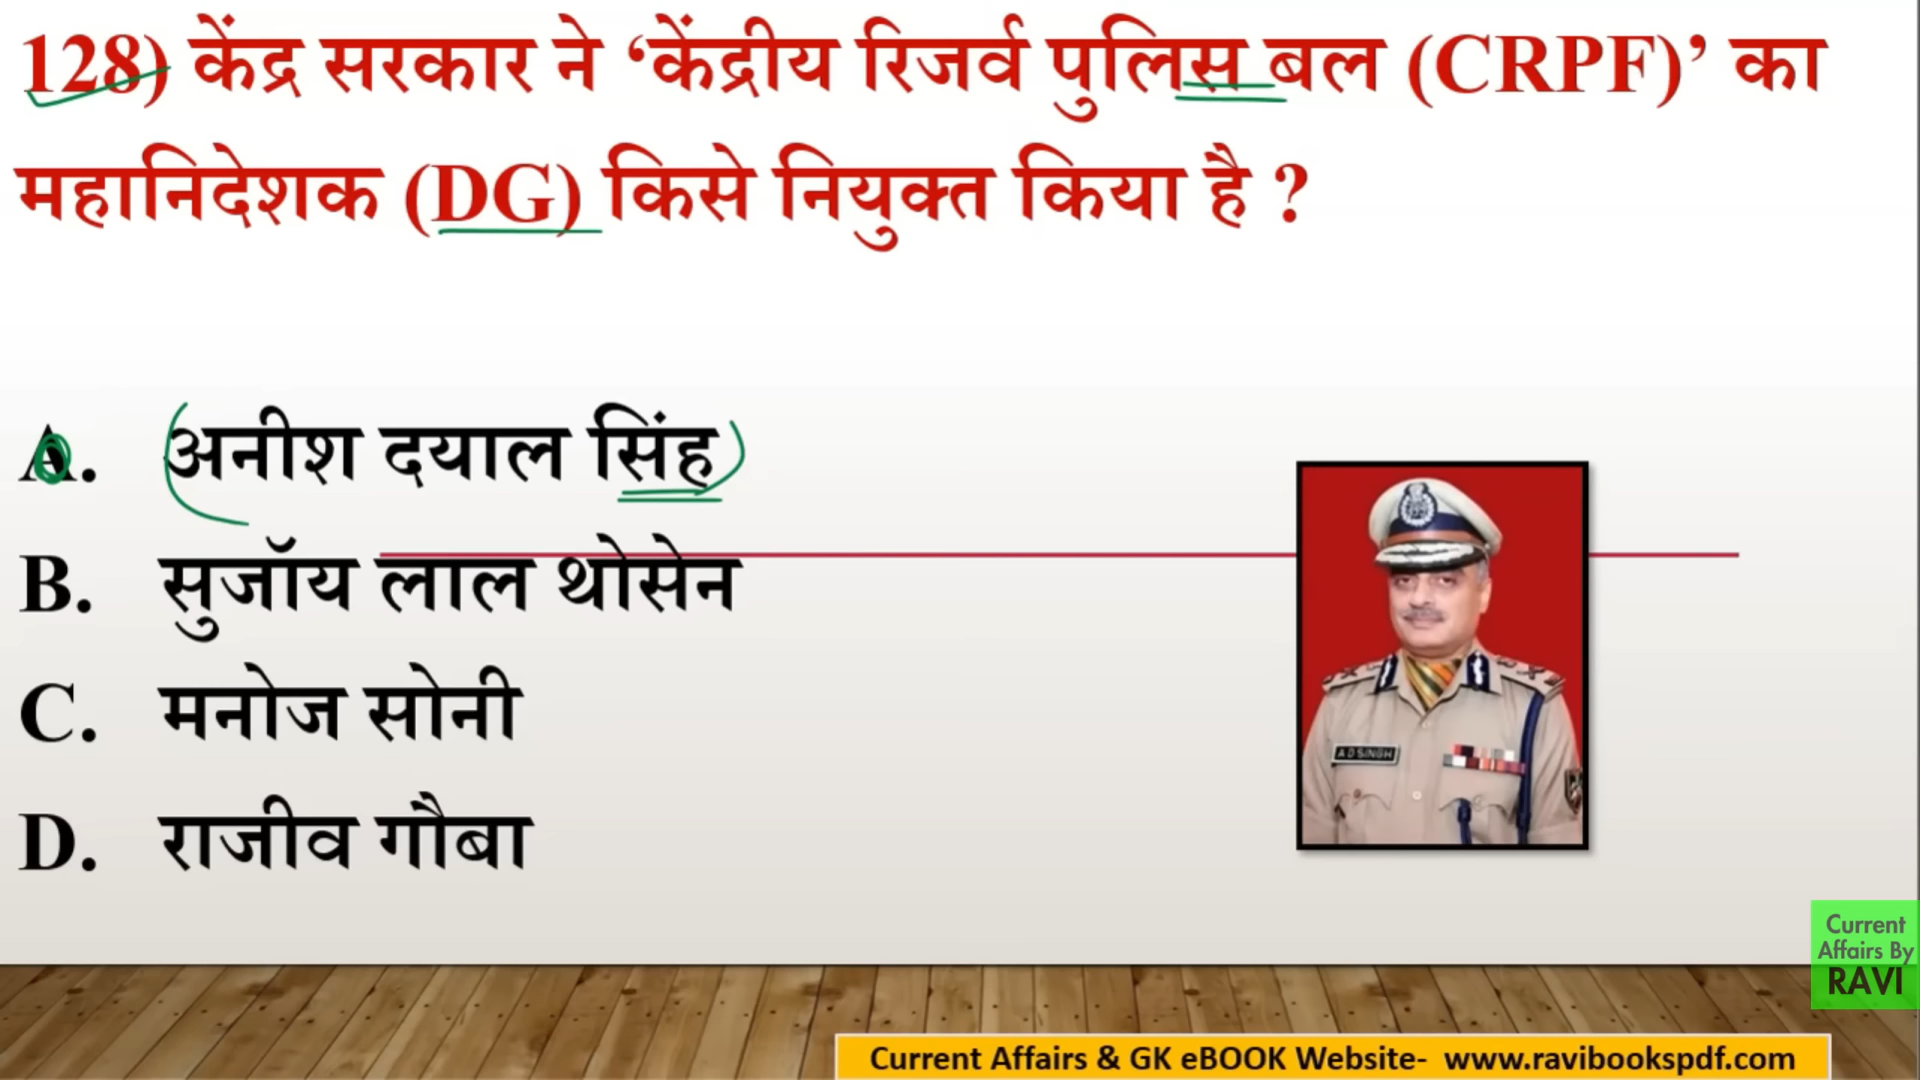 128) केंद्र सरकार ने ‘केंद्रीय रिजर्व पुलिस बल (CRPF)’ का
महानिदेशक (DG) किसे नियुक्त किया है ?
A. अनीश दयाल सिंह
B. सुजॉय लाल थोसेन
C. मनोज सोनी
D. राजीव गौबा
A D SINGH
Current
Affairs By
RAVI
Current Affairs & GK eBOOK Website- www.ravibookspdf.com